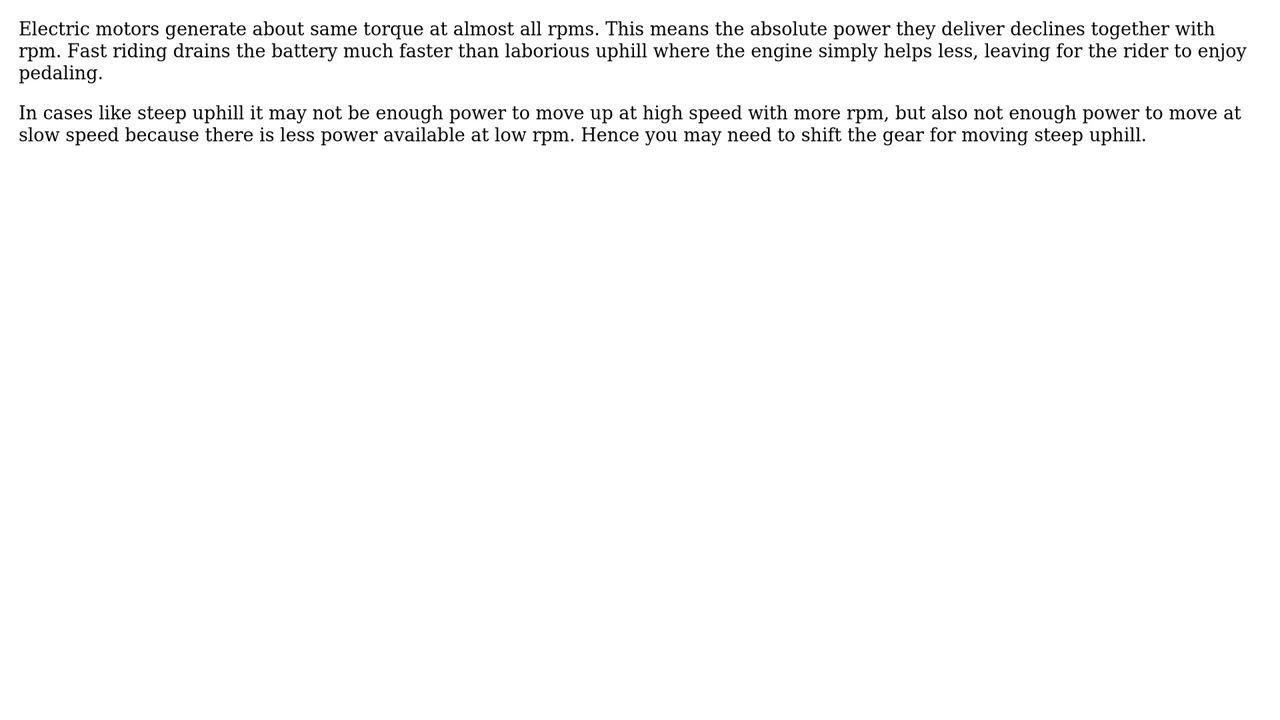 Electric motors generate about same torque at almost all rpms. This means the absolute power they deliver declines together with
rpm. Fast riding drains the battery much faster than laborious uphill where the engine simply helps less, leaving for the rider to enjoy
pedaling.
In cases like steep uphill it may not be enough power to move up at high speed with more rpm, but also not enough power to move at
slow speed because there is less power available at low rpm. Hence you may need to shift the gear for moving steep uphill.